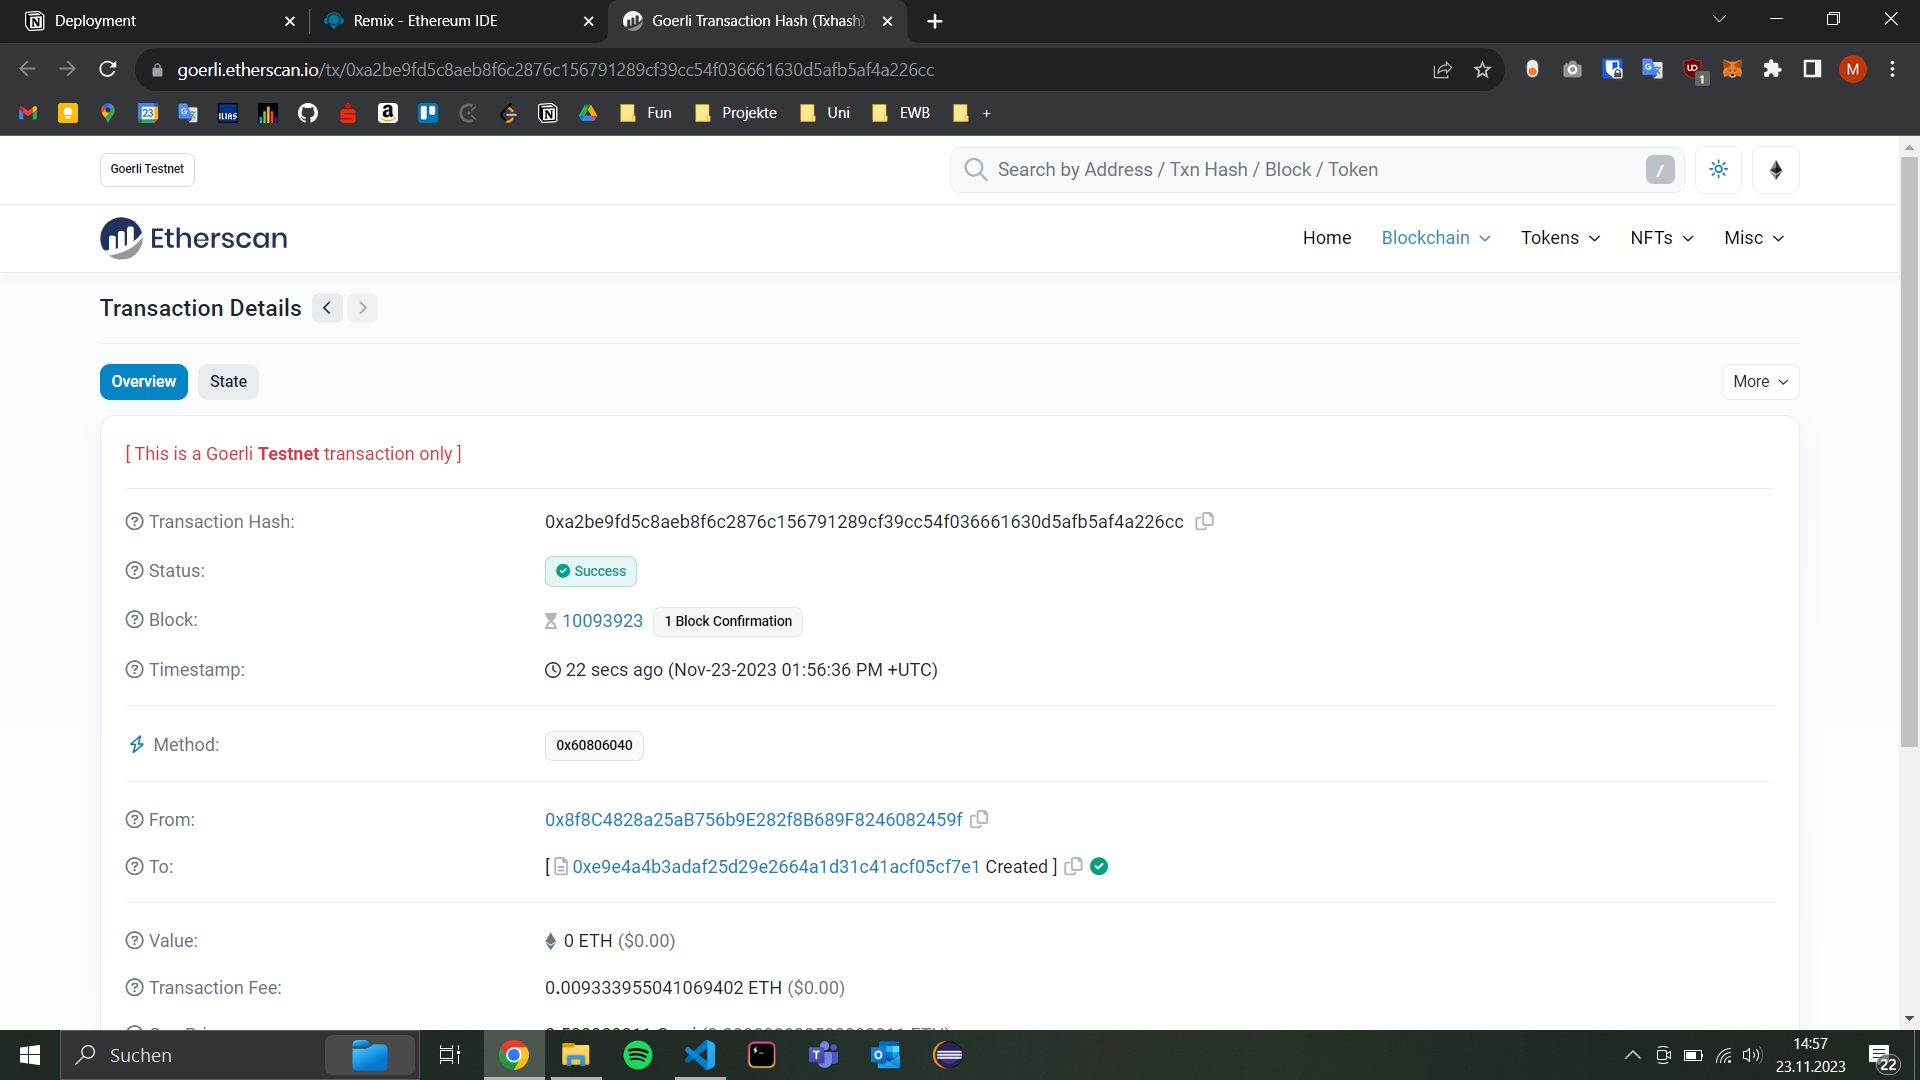 Deployment
Remix - Ethereum IDE
Goerli Transaction Hash (Txhash)
goerli.etherscan.io/tx/0xa2be9fd5c8aeb8f6c2876c156791289cf39cc54f036661630d5afb5af4a226cc
1
M
23
ILIAS
Fun
Projekte
Uni
EWB
+
Goerli Testnet
Search by Address / Txn Hash / Block / Token
/
Etherscan
Home
Blockchain
Tokens
NFTs
Misc
Transaction Details
Overview
State
More
[ This is a Goerli Testnet transaction only ]
Transaction Hash:
0xa2be9fd5c8aeb8f6c2876c156791289cf39cc54f036661630d5afb5af4a226cc
Status:
Success
Block:
10093923
1 Block Confirmation
Timestamp:
22 secs ago (Nov-23-2023 01:56:36 PM +UTC)
Method:
0x60806040
From:
0x8f8C4828a25aB756b9E282f8B689F8246082459f
To:
[ 0xe9e4a4b3adaf25d29e2664a1d31c41acf05cf7e1 Created ]
Value:
0 ETH ($0.00)
Transaction Fee:
0.009333955041069402 ETH ($0.00)
Suchen
14:57
23.11.2023
22